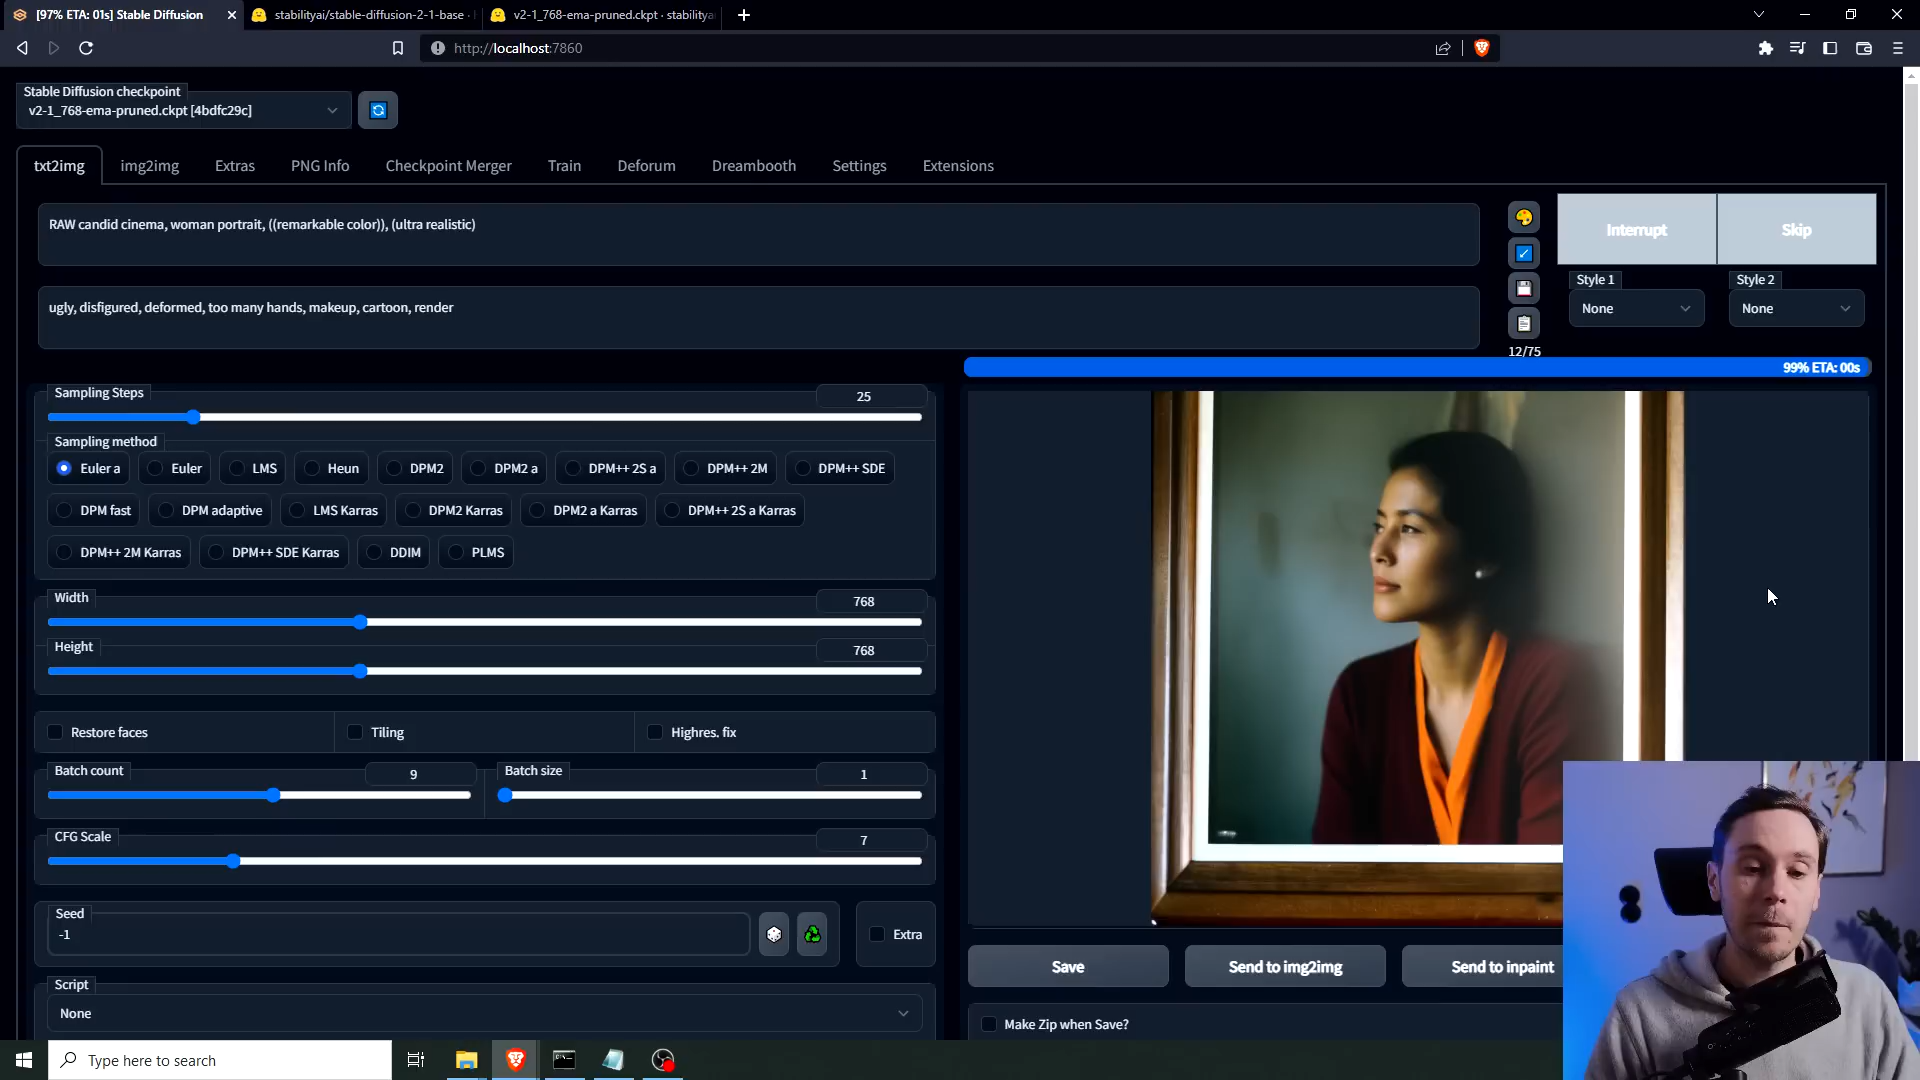 [97% ETA: 01s] Stable Diffusion
stabilityai/stable-diffusion-2-1-base ·
v2-1_768-ema-pruned.ckpt · stabilitya
http://localhost:7860
Stable Diffusion checkpoint
v2-1_768-ema-pruned.ckpt [4bdfc29c]
txt2img
img2img
Extras
PNG Info
Checkpoint Merger
Train
Deforum
Dreambooth
Settings
Extensions
RAW candid cinema, woman portrait, ((remarkable color)), (ultra realistic)
ugly, disfigured, deformed, too many hands, makeup, cartoon, render
12/75
Interrupt
Skip
Style 1
None
Style 2
None
99% ETA: 00s
Sampling Steps
25
Sampling method
Euler a
Euler
LMS
Heun
DPM2
DPM2 a
DPM++ 2S a
DPM++ 2M
DPM++ SDE
DPM fast
DPM adaptive
LMS Karras
DPM2 Karras
DPM2 a Karras
DPM++ 2S a Karras
DPM++ 2M Karras
DPM++ SDE Karras
DDIM
PLMS
Width
768
Height
768
Restore faces
Tiling
Highres. fix
Batch count
9
Batch size
1
CFG Scale
7
Seed
-1
Extra
Script
None
Save
Send to img2img
Send to inpaint
Make Zip when Save?
Type here to search